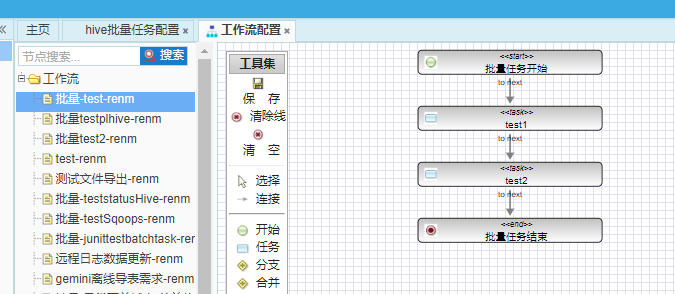 主页
hive批量任务配置
工作流配置
节点搜索...
搜索
工作流
批量-test-renm
批量testplhive-renm
批量test2-renm
test-renm
测试文件导出-renm
批量-teststatusHive-renm
批量-testSqoops-renm
批量-junittestbatchtask-rer
远程日志数据更新-renm
gemini离线导表需求-renm
工具集
保 存
清除线
清 空
选择
连接
开始
任务
分支
合并
<<start>>
批量任务开始
to next
<<task>>
test1
to next
<<task>>
test2
to next
<<end>>
批量任务结束